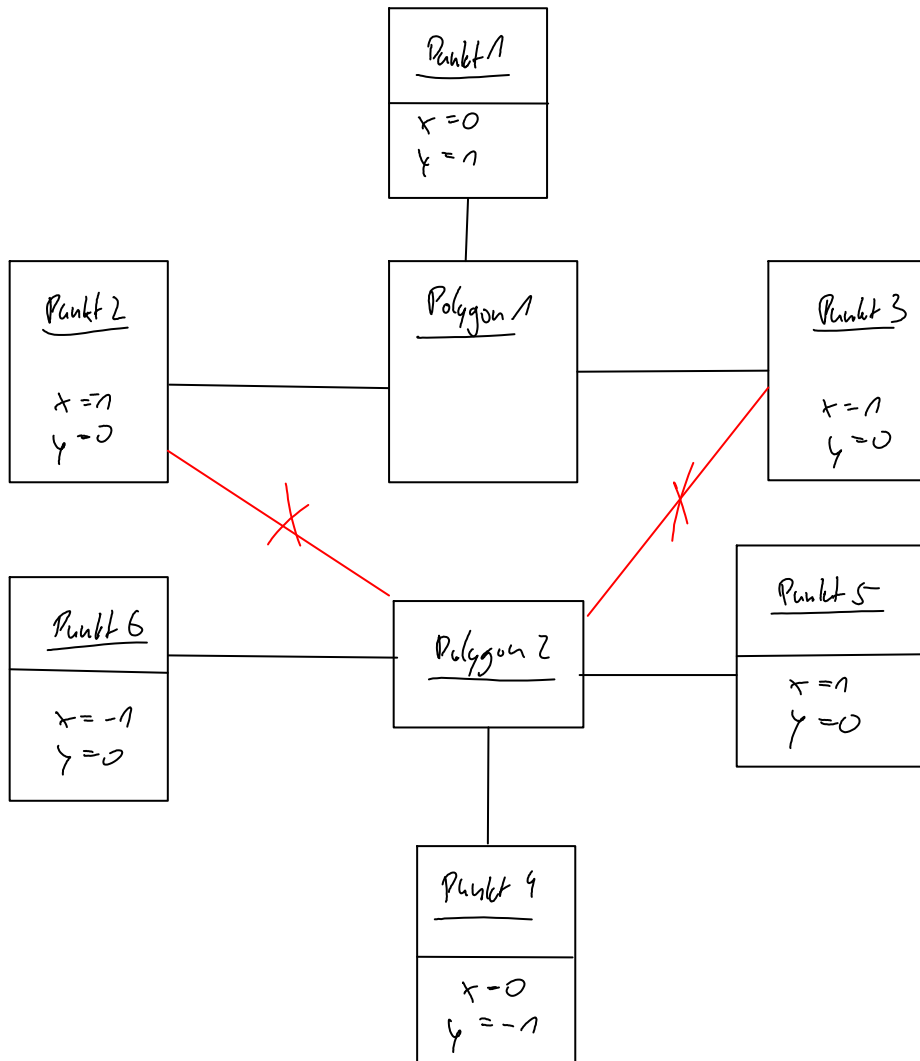 Punkt 1
x = 0
y = 1
Punkt 2
x = -1
y = 0
Polygon 1
Punkt 3
x = 1
y = 0
Punkt 6
x = -1
y = 0
Polygon 2
Punkt 5
x = 1
y = 0
Punkt 4
x = 0
y = -1